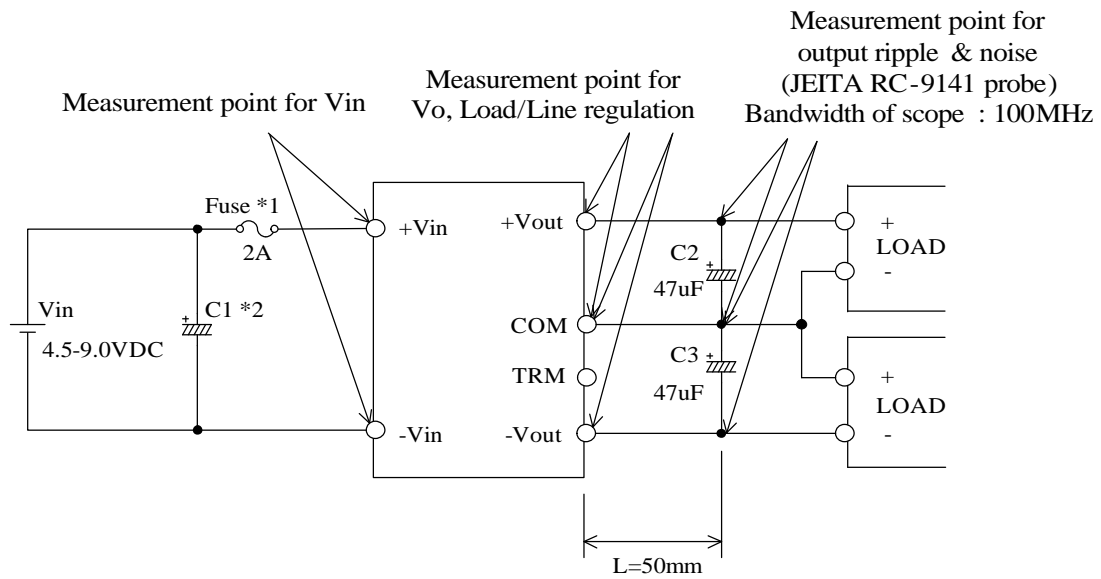 Measurement point for
output ripple & noise
(JEITA RC-9141 probe)
Bandwidth of scope : 100MHz
Measurement point for
Vo, Load/Line regulation
Measurement point for Vin
Fuse *1
2A
+Vin
+Vout
+
LOAD
-
C2
+
47uF
Vin
4.5-9.0VDC
+
C1 *2
COM
C3
+
47uF
TRM
+
LOAD
-
-Vin
-Vout
L=50mm